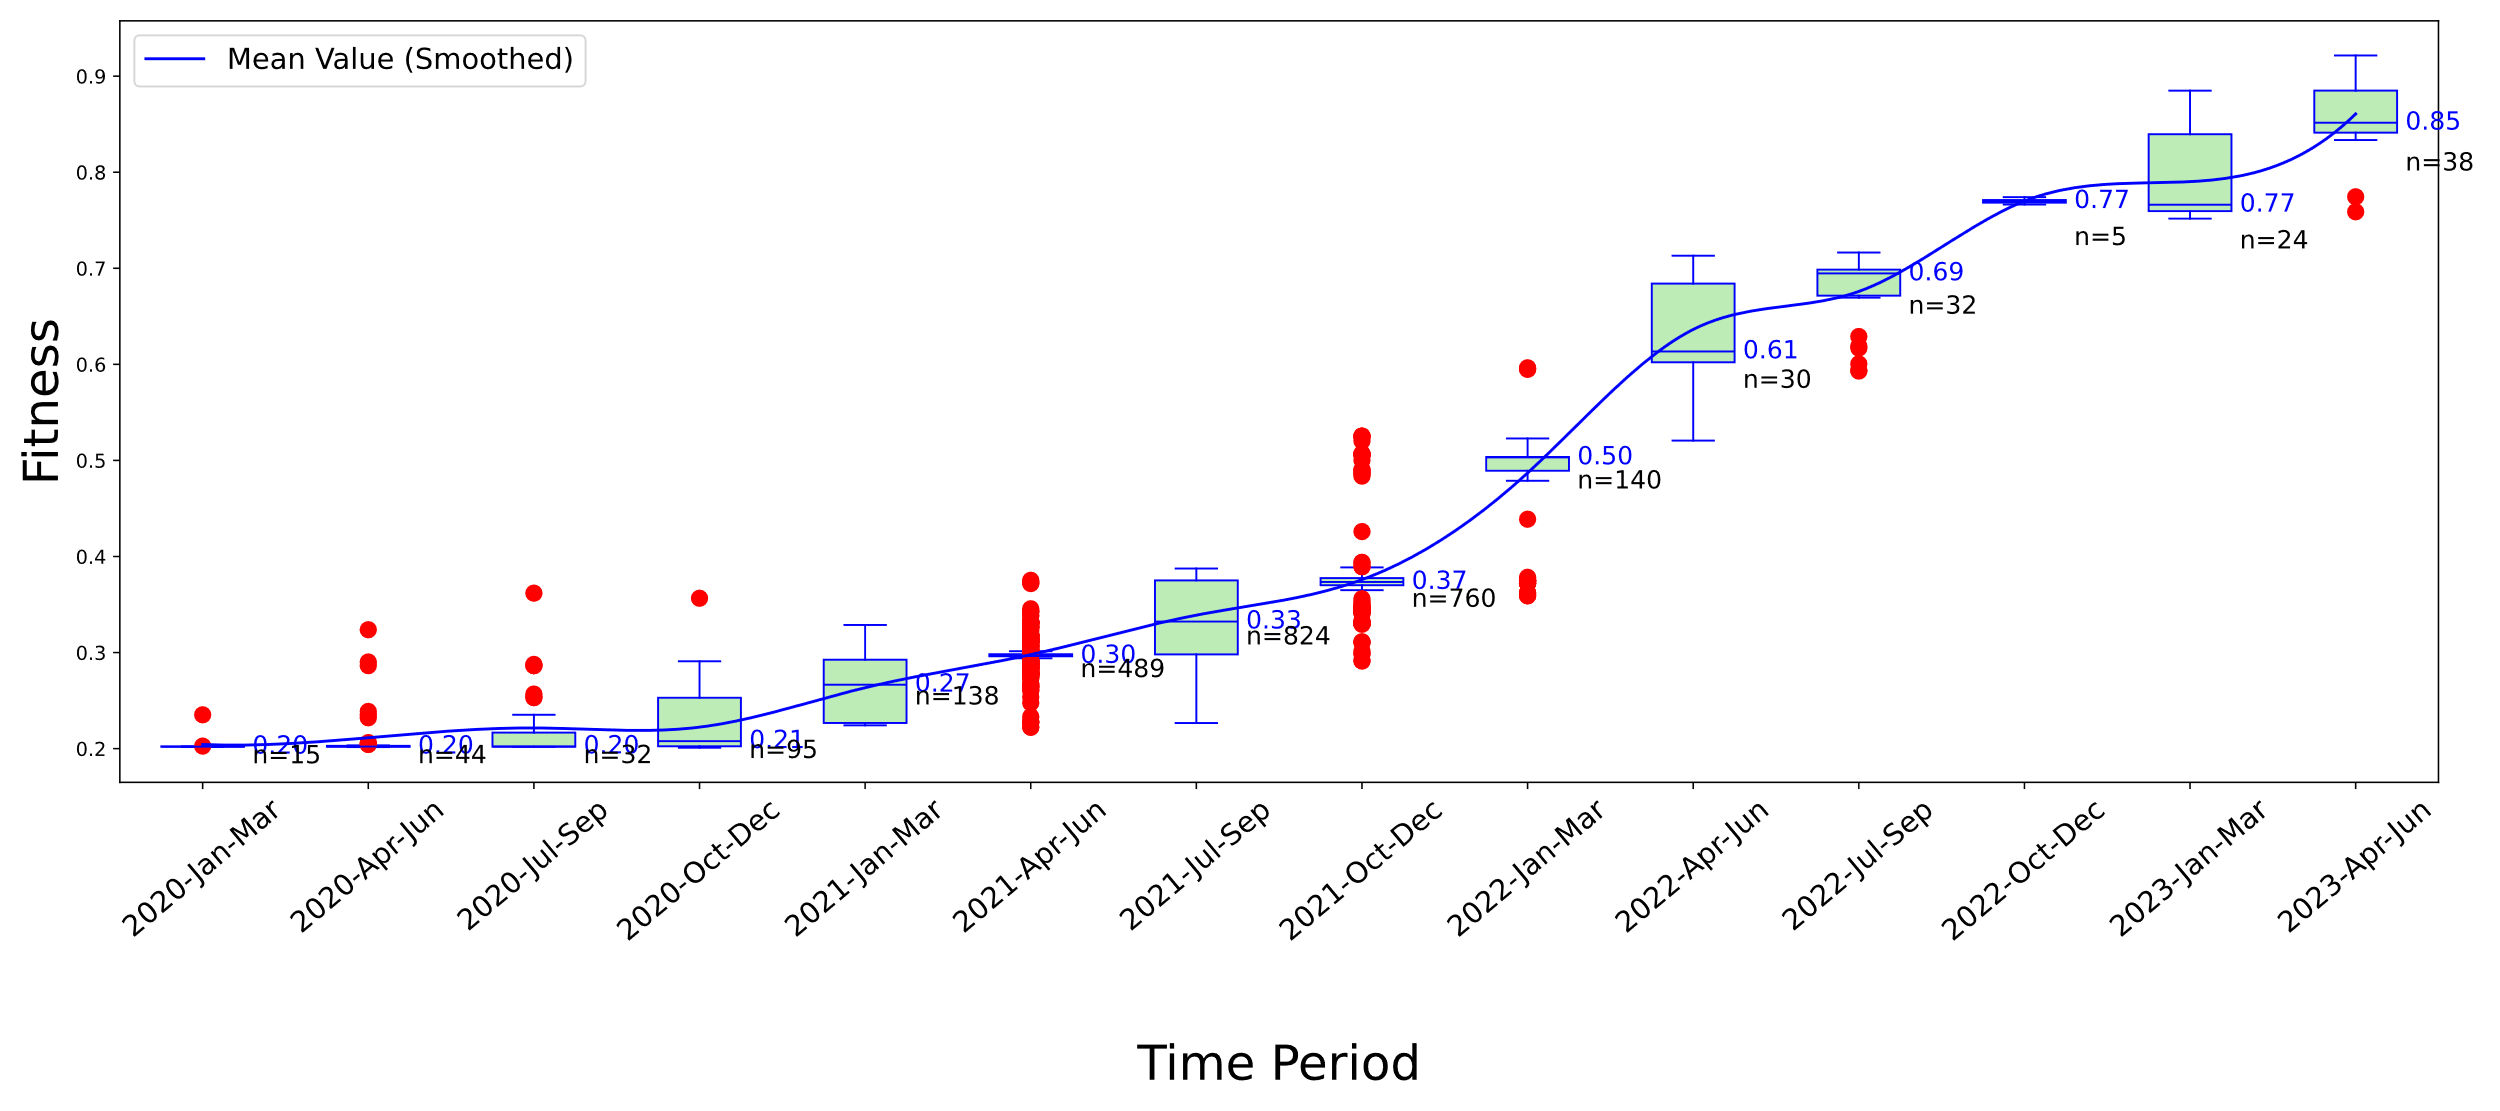 Mean Value (Smoothed)
Fitness
0.9
0.8
0.7
0.6
0.5
0.4
0.3
0.2
0.20
n=15
0.20
n=44
0.20
n=32
0.21
n=95
0.27
n=138
0.30
n=489
0.33
n=824
0.37
n=760
0.50
n=140
0.61
n=30
0.69
n=32
0.77
n=5
0.77
n=24
0.85
n=38
2020-Jan-Mar
2020-Apr-Jun
2020-Jul-Sep
2020-Oct-Dec
2021-Jan-Mar
2021-Apr-Jun
2021-Jul-Sep
2021-Oct-Dec
2022-Jan-Mar
2022-Apr-Jun
2022-Jul-Sep
2022-Oct-Dec
2023-Jan-Mar
2023-Apr-Jun
Time Period